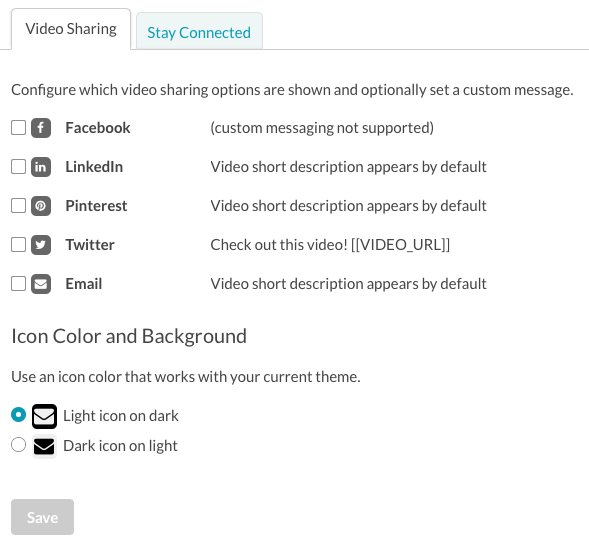 Video Sharing
Stay Connected
Configure which video sharing options are shown and optionally set a custom message.
Facebook (custom messaging not supported)
LinkedIn Video short description appears by default
Pinterest Video short description appears by default
Twitter Check out this video! [[VIDEO_URL]]
Email Video short description appears by default
Icon Color and Background
Use an icon color that works with your current theme.
Light icon on dark
Dark icon on light
Save